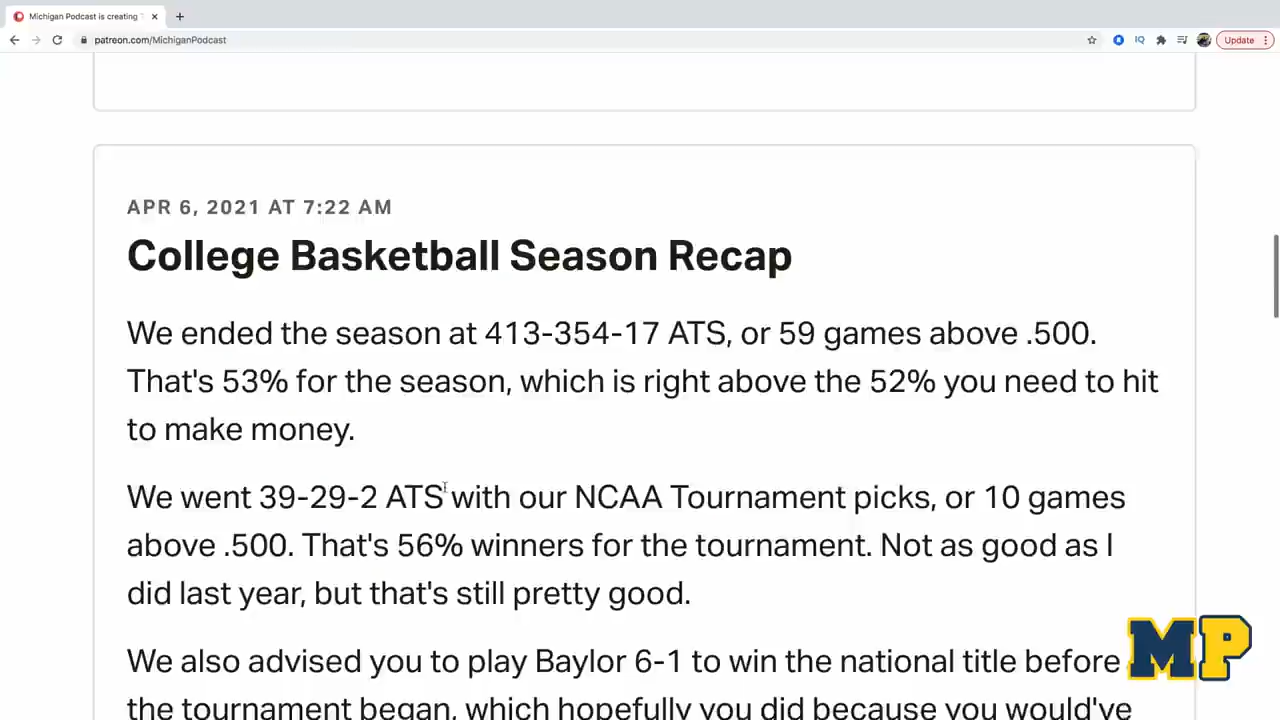 Michigan Podcast is creating
patreon.com/MichiganPodcast
IQ
Update
APR 6, 2021 AT 7:22 AM
College Basketball Season Recap
We ended the season at 413-354-17 ATS, or 59 games above .500.
That's 53% for the season, which is right above the 52% you need to hit
to make money.
We went 39-29-2 ATS with our NCAA Tournament picks, or 10 games
above .500. That's 56% winners for the tournament. Not as good as I
did last year, but that's still pretty good.
We also advised you to play Baylor 6-1 to win the national title before
the tournament began, which hopefully you did because you would've
MP